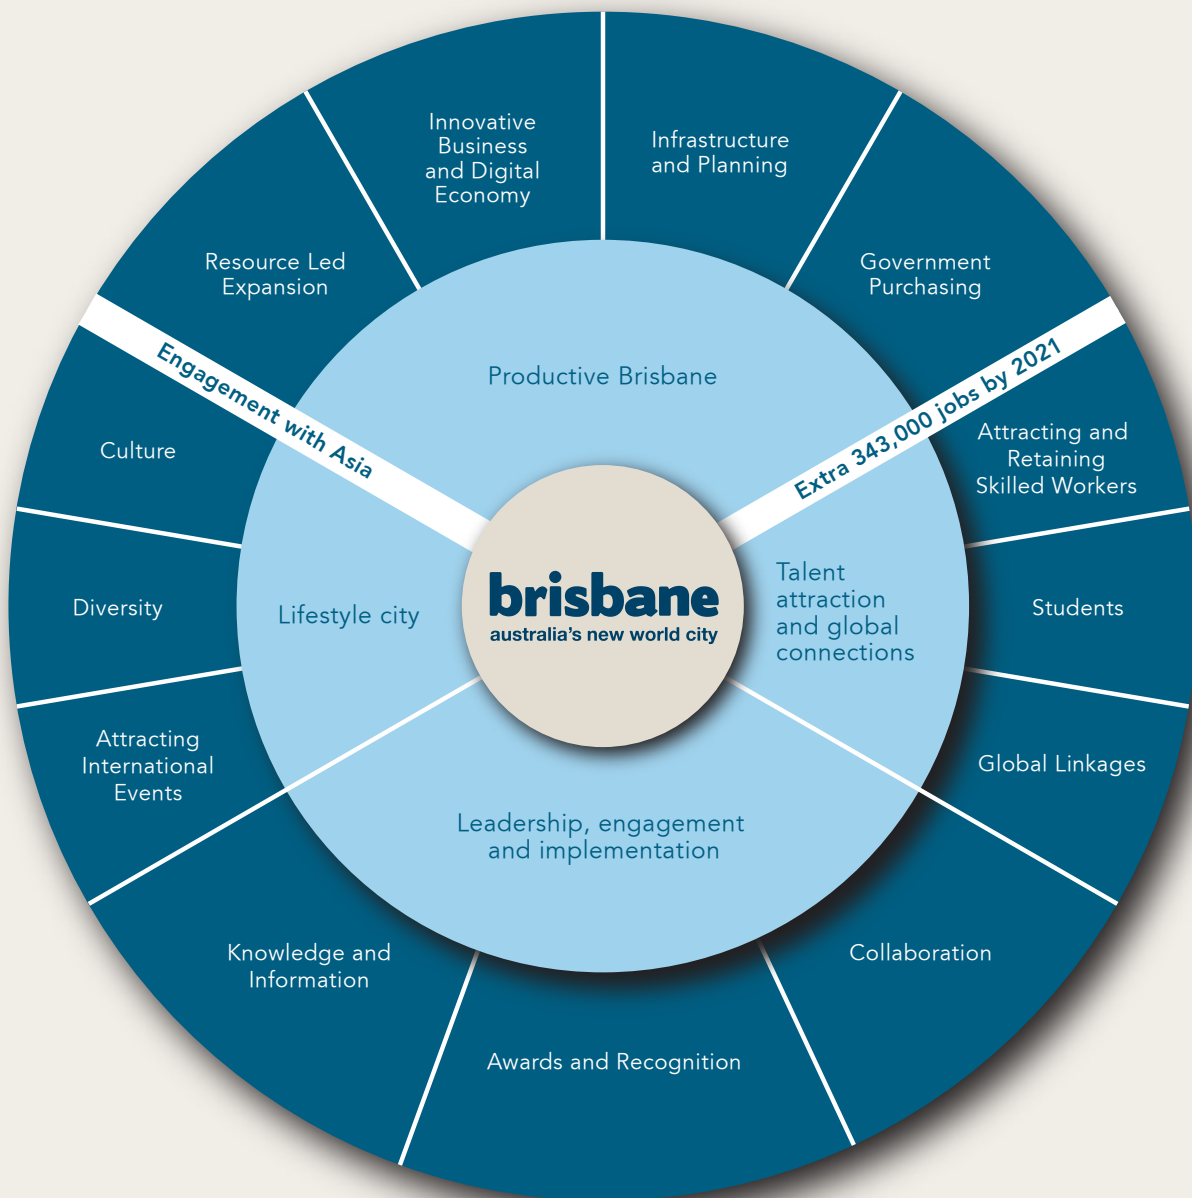 Innovative
Business
and Digital
Economy
Infrastructure
and Planning
Resource Led
Expansion
Government
Purchasing
Engagement with Asia
Extra 343,000 jobs by 2021
Productive Brisbane
Culture
Attracting and
Retaining
Skilled Workers
Diversity
Lifestyle city
brisbane
australia's new world city
Talent
attraction
and global
connections
Students
Attracting
International
Events
Global Linkages
Leadership, engagement
and implementation
Knowledge and
Information
Collaboration
Awards and Recognition